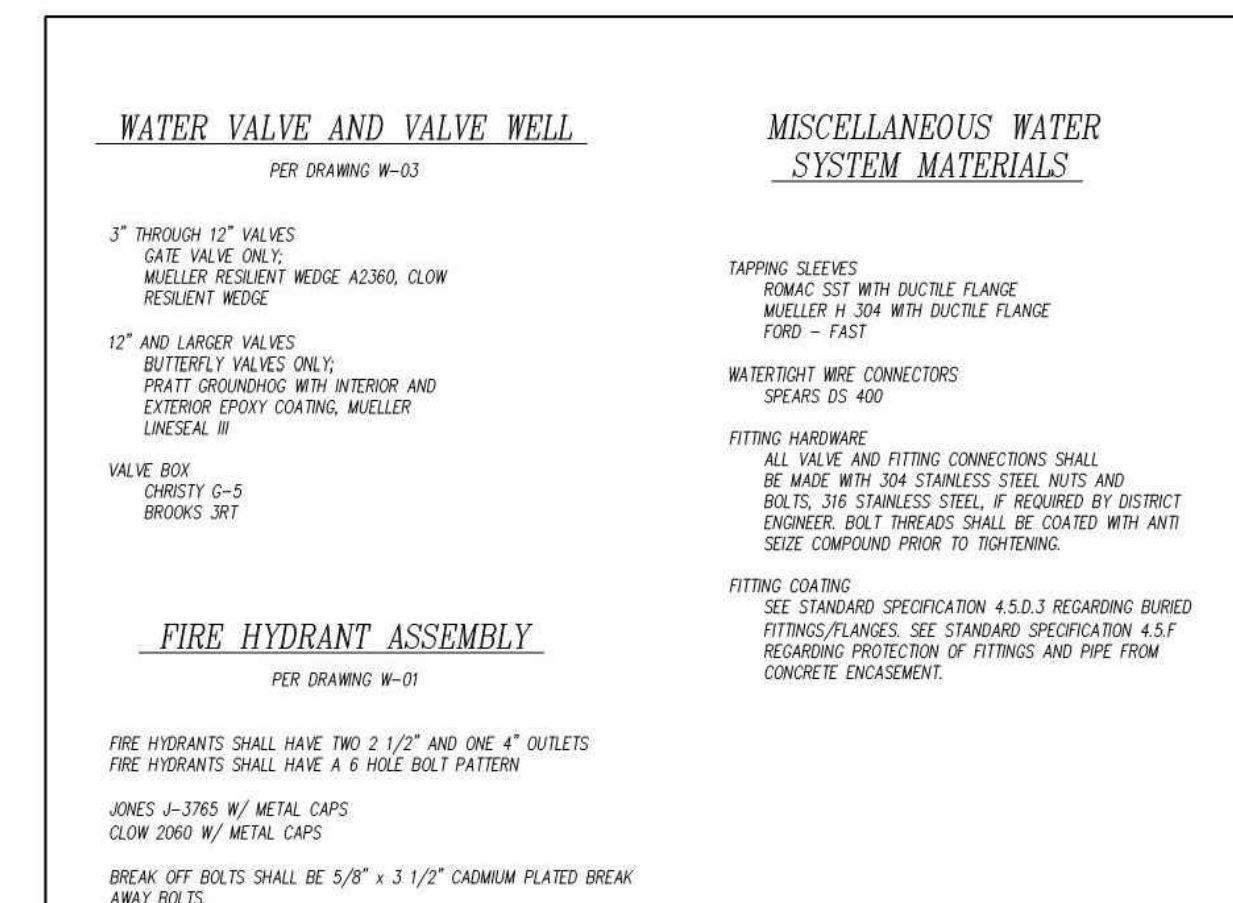 WATER VALVE AND VALVE WELL
PER DRAWING W-03
3" THROUGH 12" VALVES
GATE VALVE ONLY;
MUELLER RESILIENT WEDGE A2360, CLOW
RESILIENT WEDGE
12" AND LARGER VALVES
BUTTERFLY VALVES ONLY;
PRATT GROUNDHOG WITH INTERIOR AND
EXTERIOR EPOXY COATING, MUELLER
LINESEAL III
VALVE BOX
CHRISTY G-5
BROOKS 3RT
FIRE HYDRANT ASSEMBLY
PER DRAWING W-01
FIRE HYDRANTS SHALL HAVE TWO 2 1/2" AND ONE 4" OUTLETS
FIRE HYDRANTS SHALL HAVE A 6 HOLE BOLT PATTERN
JONES J-3765 W/ METAL CAPS
CLOW 2060 W/ METAL CAPS
BREAK OFF BOLTS SHALL BE 5/8" x 3 1/2" CADMIUM PLATED BREAK
AWAY BOLTS.
MISCELLANEOUS WATER
SYSTEM MATERIALS
TAPPING SLEEVES
ROMAC SST WITH DUCTILE FLANGE
MUELLER H 304 WITH DUCTILE FLANGE
FORD - FAST
WATERTIGHT WIRE CONNECTORS
SPEARS DS 400
FITTING HARDWARE
ALL VALVE AND FITTING CONNECTIONS SHALL
BE MADE WITH 304 STAINLESS STEEL NUTS AND
BOLTS, 316 STAINLESS STEEL, IF REQUIRED BY DISTRICT
ENGINEER. BOLT THREADS SHALL BE COATED WITH ANTI
SEIZE COMPOUND PRIOR TO TIGHTENING.
FITTING COATING
SEE STANDARD SPECIFICATION 4.5.D.3 REGARDING BURIED
FITTINGS/FLANGES. SEE STANDARD SPECIFICATION 4.5.F
REGARDING PROTECTION OF FITTINGS AND PIPE FROM
CONCRETE ENCASEMENT.